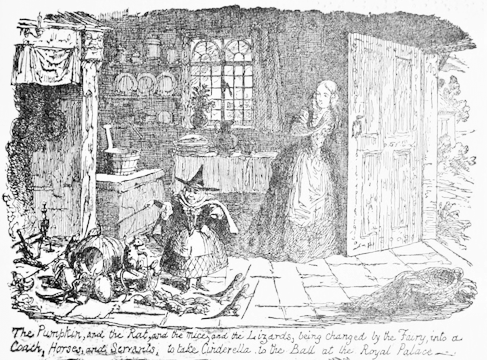 The Pumpkin, and the Rat, and the mice, and the Lizards, being changed by the Fairy, into a
Coach, Horses, and Servants, to take Cinderella to the Ball at the Royal Palace